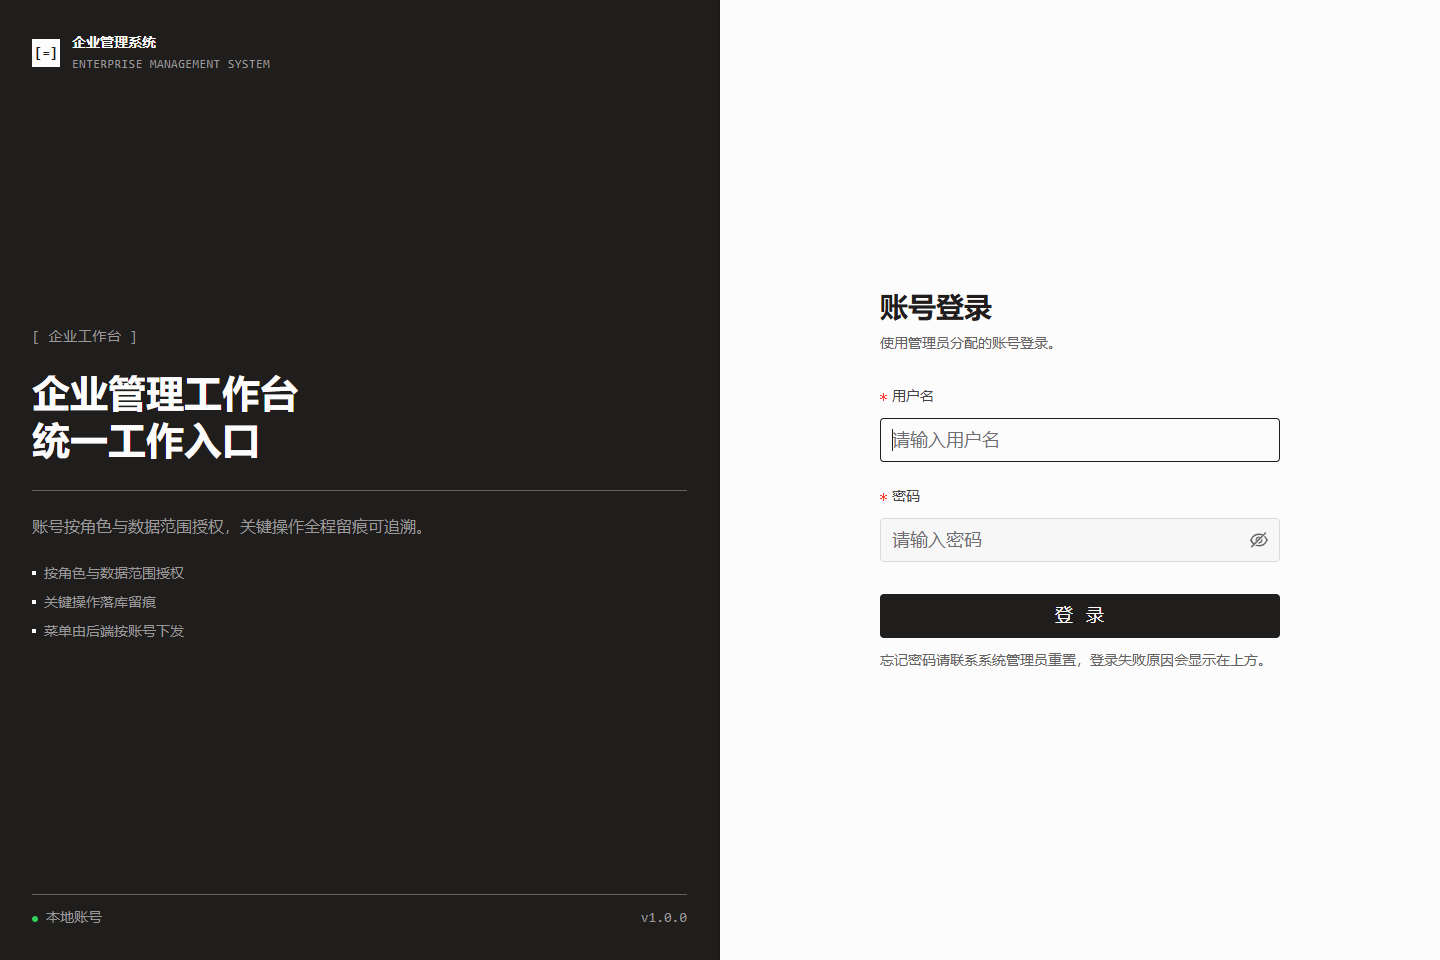 [=]
企业管理系统
ENTERPRISE MANAGEMENT SYSTEM
[ 企业工作台 ]
企业管理工作台
统一工作入口
账号按角色与数据范围授权，关键操作全程留痕可追溯。
按角色与数据范围授权
关键操作落库留痕
菜单由后端按账号下发
本地账号
v1.0.0
账号登录
使用管理员分配的账号登录。
* 用户名
请输入用户名
* 密码
请输入密码
登 录
忘记密码请联系系统管理员重置，登录失败原因会显示在上方。